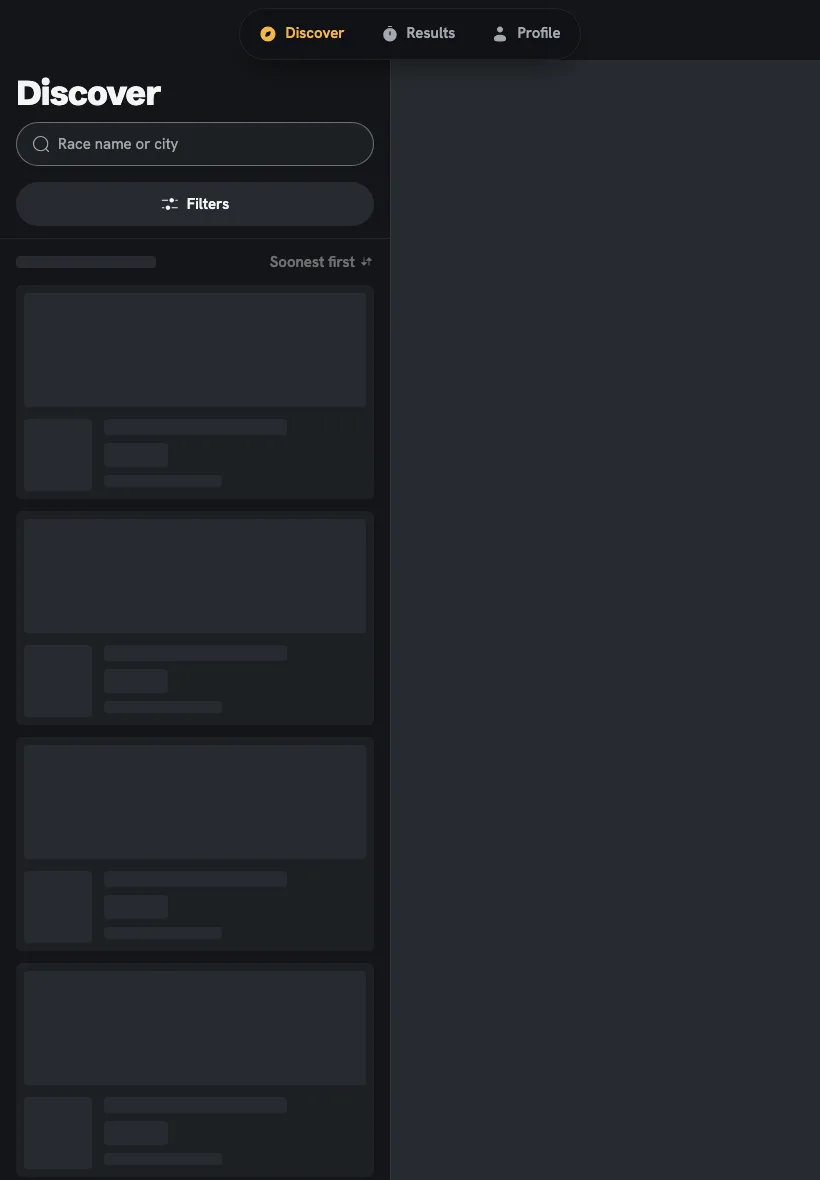 Discover
Results
Profile
Discover
Race name or city
Filters
Soonest first